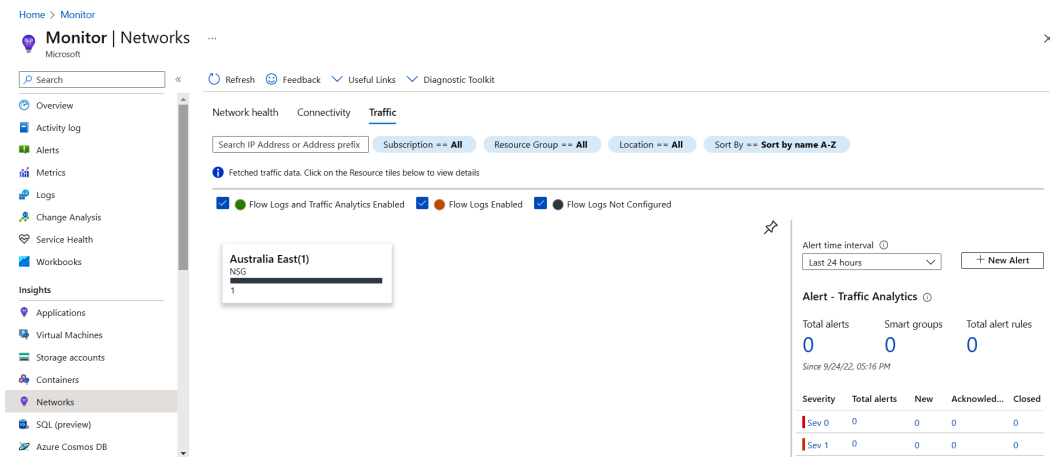 Home > Monitor
Monitor | Networks ...
Microsoft
Search
«
Overview
Activity log
Alerts
Metrics
Logs
Change Analysis
Service Health
Workbooks
Insights
Applications
Virtual Machines
Storage accounts
Containers
Networks
SQL (preview)
Azure Cosmos DB
Refresh Feedback Useful Links Diagnostic Toolkit
Network health Connectivity Traffic
Search IP Address or Address prefix Subscription == All Resource Group == All Location == All Sort By == Sort by name A-Z
Fetched traffic data. Click on the Resource tiles below to view details
Flow Logs and Traffic Analytics Enabled Flow Logs Enabled Flow Logs Not Configured
Australia East(1)
NSG
1
Alert time interval
Last 24 hours + New Alert
Alert - Traffic Analytics
Total alerts Smart groups Total alert rules
0 0 0
Since 9/24/22, 05:16 PM
Severity Total alerts New Acknowled... Closed
Sev 0 0 0 0 0
Sev 1 0 0 0 0